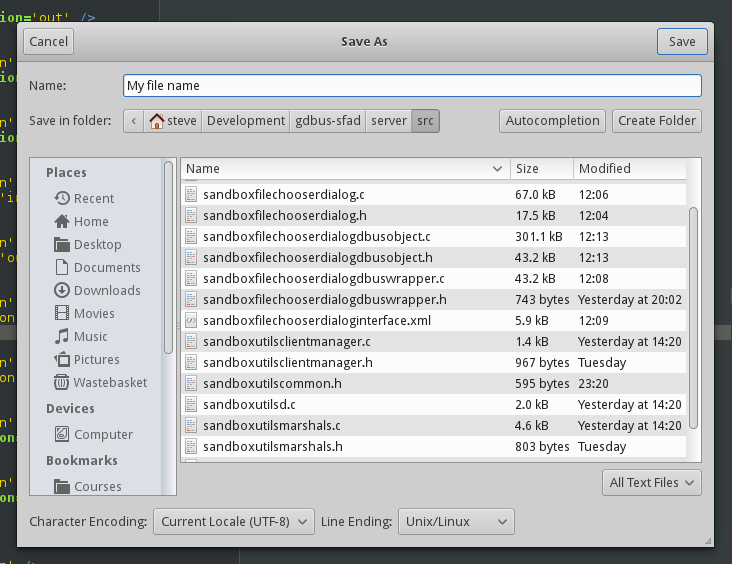 ion='out' />
Cancel Save As Save
Name: My file name
Save in folder: steve Development gdbus-sfad server src Autocompletion Create Folder
Places
Recent
Home
Desktop
Documents
Downloads
Movies
Music
Pictures
Wastebasket
Devices
Computer
Bookmarks
Courses
Name Size Modified
sandboxfilechooserdialog.c 67.0 kB 12:06
sandboxfilechooserdialog.h 17.5 kB 12:04
sandboxfilechooserdialogdbusobject.c 301.1 kB 12:13
sandboxfilechooserdialogdbusobject.h 43.2 kB 12:13
sandboxfilechooserdialogdbuswrapper.c 43.2 kB 12:08
sandboxfilechooserdialogdbuswrapper.h 743 bytes Yesterday at 20:02
sandboxfilechooserdialoginterface.xml 5.9 kB 12:09
sandboxutilsclientmanager.c 1.4 kB Yesterday at 14:20
sandboxutilsclientmanager.h 967 bytes Tuesday
sandboxutilscommon.h 595 bytes 23:20
sandboxutilsd.c 2.0 kB Yesterday at 14:20
sandboxutilsmarshals.c 4.6 kB Yesterday at 14:20
sandboxutilsmarshals.h 803 bytes Tuesday
All Text Files
Character Encoding: Current Locale (UTF-8) Line Ending: Unix/Linux